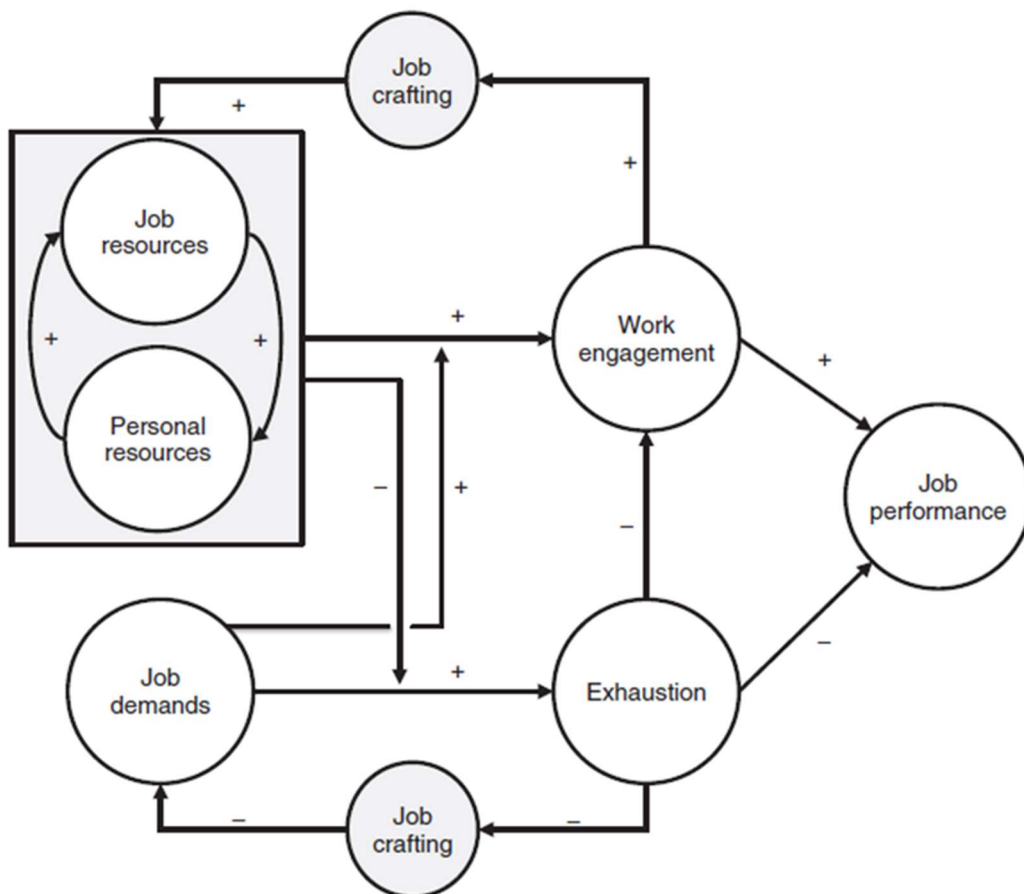 Job
crafting
+
+
Job
resources
+
+
Personal
resources
+
Work
engagement
+
–
+
–
Job
performance
–
Job
demands
+
Exhaustion
–
Job
crafting
–